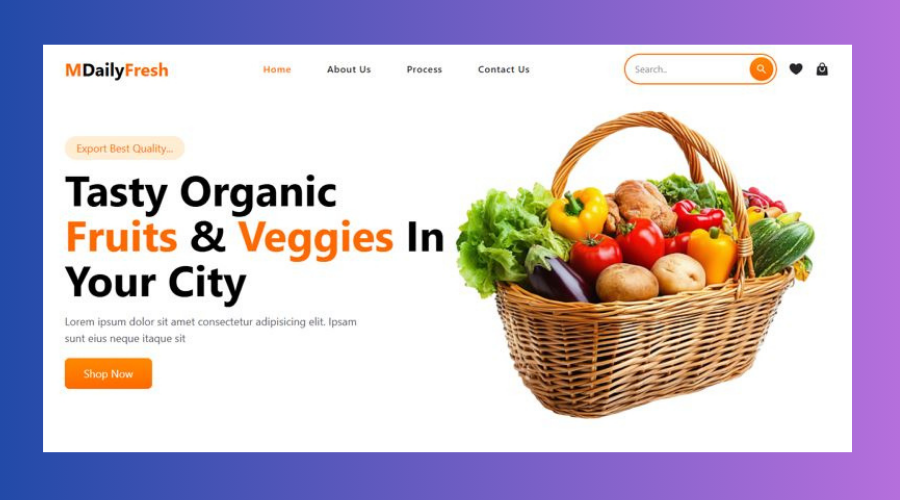 MDailyFresh
Home About Us Process Contact Us
Search..
Export Best Quality...
Tasty Organic
Fruits & Veggies In
Your City
Lorem ipsum dolor sit amet consectetur adipisicing elit. Ipsam
sunt eius neque itaque sit
Shop Now